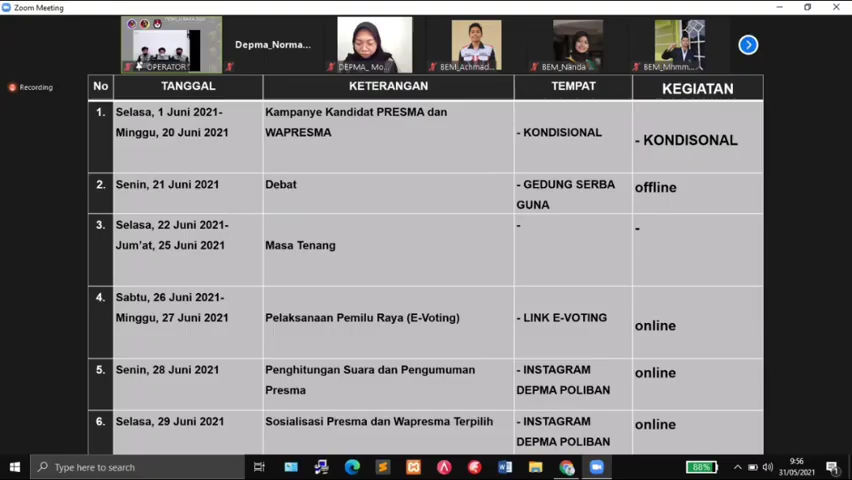 Zoom Meeting
OPERATOR
Depma_Norma...
DEPMA_ Mo...
BEM_Achmad...
BEM_Nanda
BEM_Mhmm...
Recording
No TANGGAL KETERANGAN TEMPAT KEGIATAN
1. Selasa, 1 Juni 2021- Kampanye Kandidat PRESMA dan
Minggu, 20 Juni 2021 WAPRESMA - KONDISIONAL - KONDISONAL
2. Senin, 21 Juni 2021 Debat - GEDUNG SERBA offline
GUNA
3. Selasa, 22 Juni 2021- - -
Jum'at, 25 Juni 2021 Masa Tenang
4. Sabtu, 26 Juni 2021-
Minggu, 27 Juni 2021 Pelaksanaan Pemilu Raya (E-Voting) - LINK E-VOTING online
5. Senin, 28 Juni 2021 Penghitungan Suara dan Pengumuman - INSTAGRAM online
Presma DEPMA POLIBAN
6. Selasa, 29 Juni 2021 Sosialisasi Presma dan Wapresma Terpilih - INSTAGRAM online
DEPMA POLIBAN
Type here to search
88%
9:56
31/05/2021